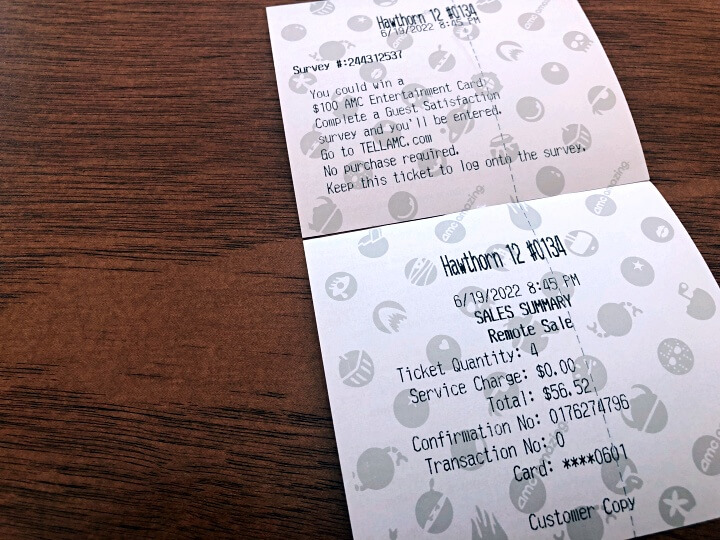 Hawthorn 12 #0134
6/19/2022 8:45 PM
Survey #:244312537
You could win a
$100 AMC Entertainment Card.
Complete a Guest Satisfaction
survey and you'll be entered.
Go to TELLAMC.com
No purchase required.
Keep this ticket to log onto the survey.
Hawthorn 12 #0134
6/19/2022 8:45 PM
SALES SUMMARY
Remote Sale
Ticket Quantity: 4
Service Charge: $0.00
Total: $56.52
Confirmation No: 0176274796
Transaction No: 0
Card: ****0601
Customer Copy
amc amazing.